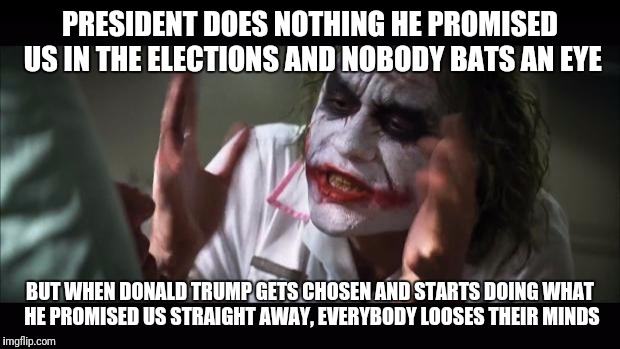 PRESIDENT DOES NOTHING HE PROMISED
US IN THE ELECTIONS AND NOBODY BATS AN EYE
BUT WHEN DONALD TRUMP GETS CHOSEN AND STARTS DOING WHAT
HE PROMISED US STRAIGHT AWAY, EVERYBODY LOOSES THEIR MINDS
imgflip.com